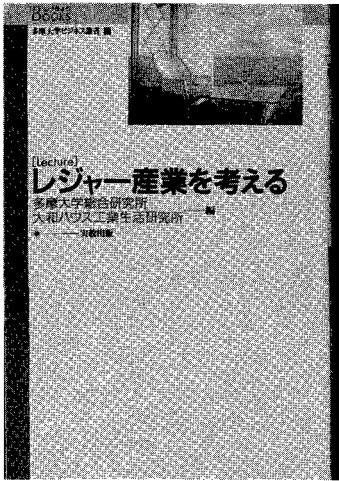 Books
多摩大学ビジネス叢書
[Lecture]
レジャー産業を考える
多摩大学総合研究所
大和ハウス工業生活研究所
編
実教出版